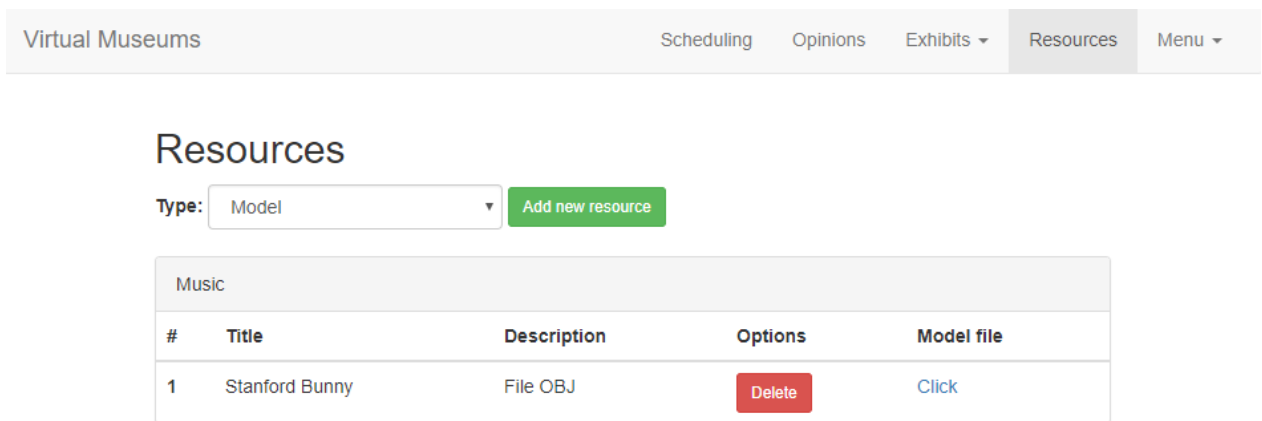 Virtual Museums Scheduling Opinions Exhibits Resources Menu
Resources
Type: Model Add new resource
Music
# Title Description Options Model file
1 Stanford Bunny File OBJ Delete Click